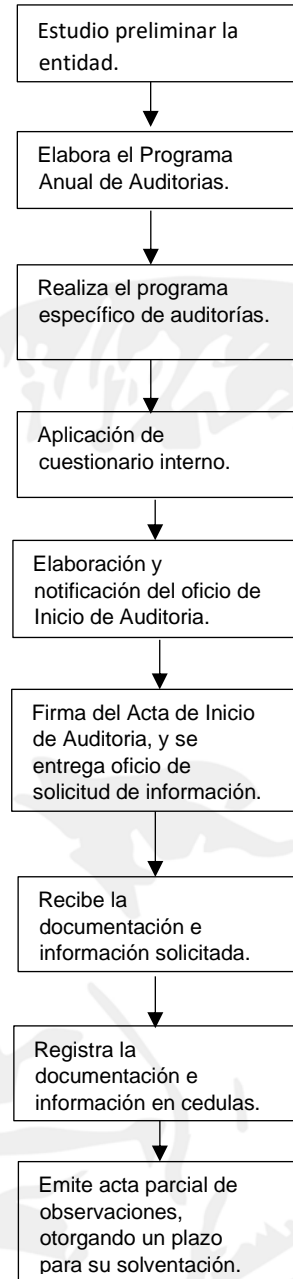 Estudio preliminar la
entidad.
Elabora el Programa
Anual de Auditorias.
Realiza el programa
específico de auditorías.
Aplicación de
cuestionario interno.
Elaboración y
notificación del oficio de
Inicio de Auditoria.
Firma del Acta de Inicio
de Auditoria, y se
entrega oficio de
solicitud de información.
Recibe la
documentación e
información solicitada.
Registra la
documentación e
información en cedulas.
Emite acta parcial de
observaciones,
otorgando un plazo
para su solventación.